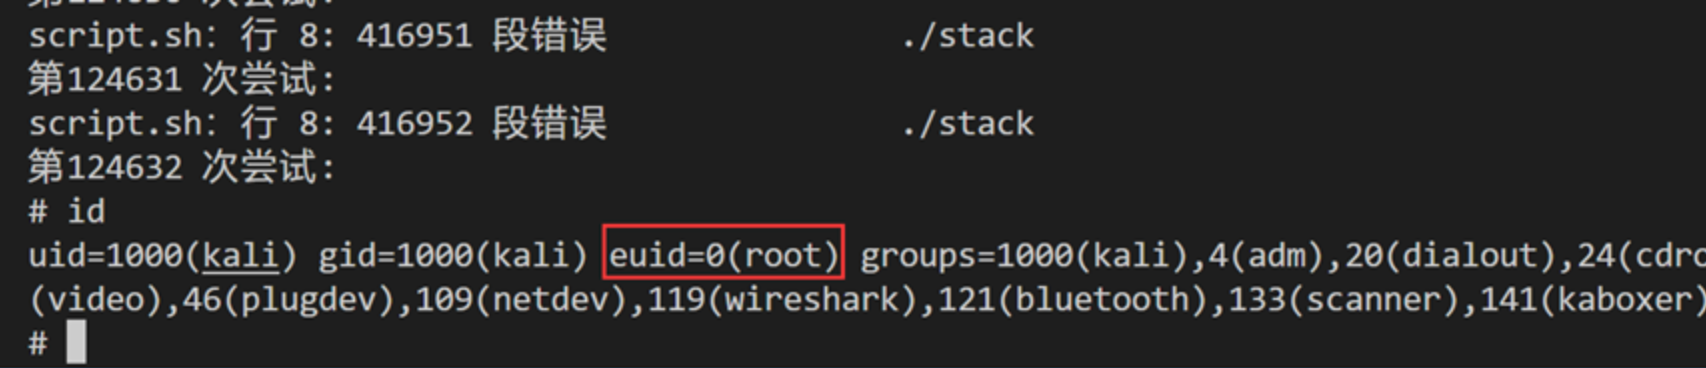 script.sh: 行 8: 416951 段错误 ./stack
第124631 次尝试:
script.sh: 行 8: 416952 段错误 ./stack
第124632 次尝试:
# id
uid=1000(kali) gid=1000(kali) euid=0(root) groups=1000(kali),4(adm),20(dialout),24(cdro
(video),46(plugdev),109(netdev),119(wireshark),121(bluetooth),133(scanner),141(kaboxer)
#